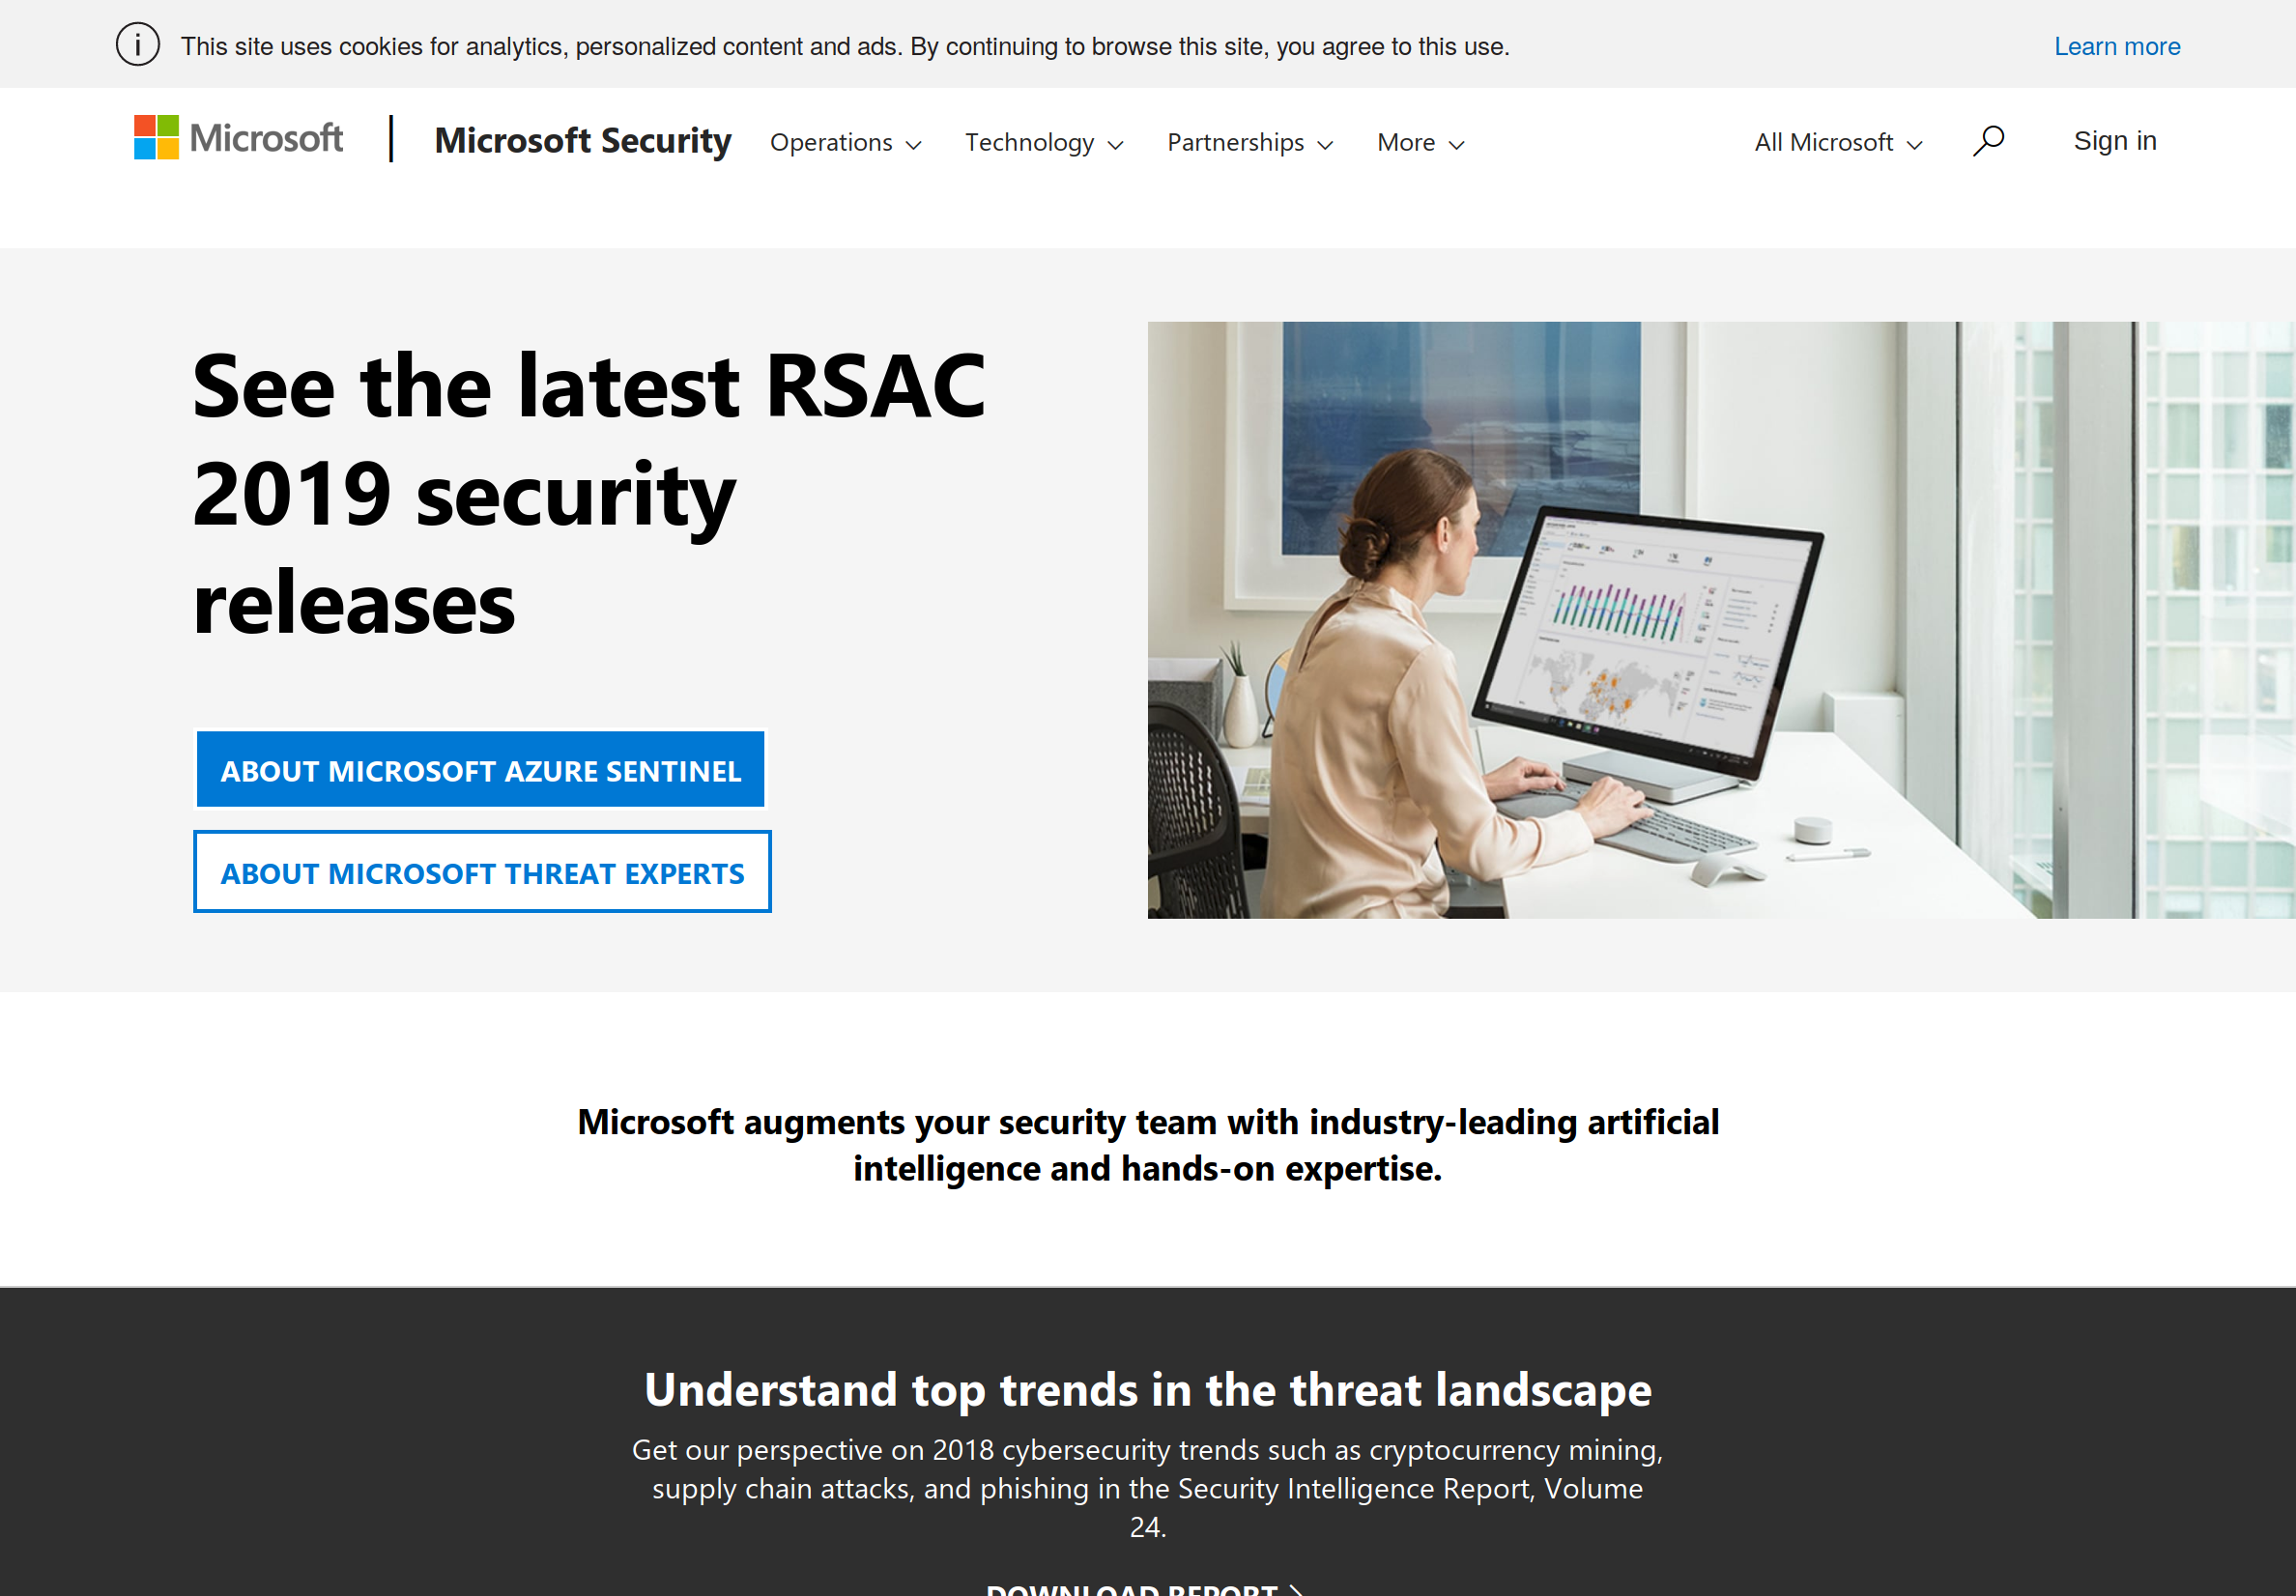 This site uses cookies for analytics, personalized content and ads. By continuing to browse this site, you agree to this use.
Learn more
Microsoft
Microsoft Security
Operations
Technology
Partnerships
More
All Microsoft
Sign in
See the latest RSAC
2019 security
releases
ABOUT MICROSOFT AZURE SENTINEL
ABOUT MICROSOFT THREAT EXPERTS
Microsoft augments your security team with industry-leading artificial
intelligence and hands-on expertise.
Understand top trends in the threat landscape
Get our perspective on 2018 cybersecurity trends such as cryptocurrency mining,
supply chain attacks, and phishing in the Security Intelligence Report, Volume
24.
DOWNLOAD REPORT